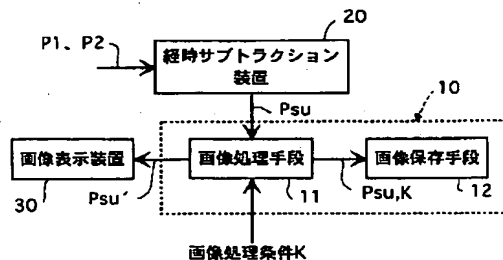 20
P1、P2
経時サブトラクション
装置
Psu
10
画像表示装置
画像処理手段
画像保存手段
30
Psu´
11
Psu,K
12
画像処理条件K